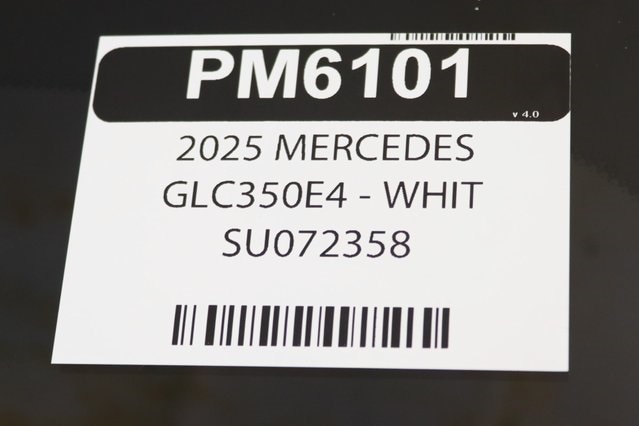 PM6101
v 4.0
2025 MERCEDES
GLC350E4 - WHIT
SU072358